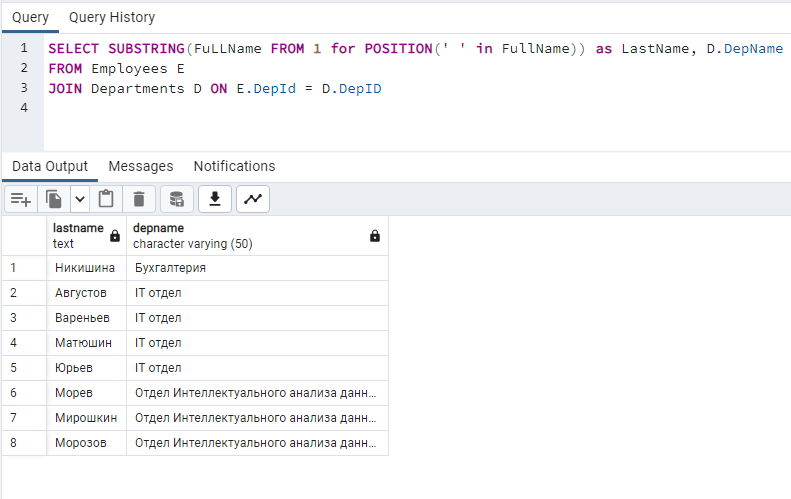 Query Query History
1 SELECT SUBSTRING(FuLLName FROM 1 for POSITION(' ' in FullName)) as LastName, D.DepName
2 FROM Employees E
3 JOIN Departments D ON E.DepId = D.DepID
4
Data Output Messages Notifications
lastname depname
text character varying (50)
1 Никишина Бухгалтерия
2 Августов IT отдел
3 Вареньев IT отдел
4 Матюшин IT отдел
5 Юрьев IT отдел
6 Морев Отдел Интеллектуального анализа данн...
7 Мирошкин Отдел Интеллектуального анализа данн...
8 Морозов Отдел Интеллектуального анализа данн...